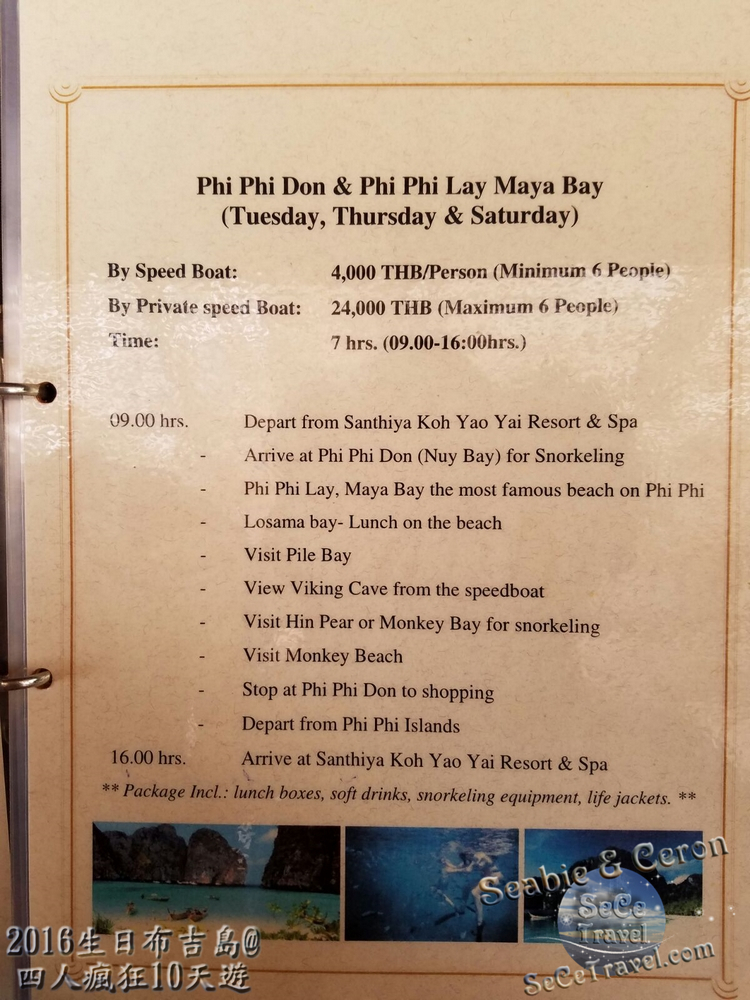 Phi Phi Don & Phi Phi Lay Maya Bay
(Tuesday, Thursday & Saturday)
By Speed Boat: 4,000 THB/Person (Minimum 6 People)
By Private speed Boat: 24,000 THB (Maximum 6 People)
Time: 7 hrs. (09.00-16:00hrs.)
09.00 hrs. Depart from Santhiya Koh Yao Yai Resort & Spa
- Arrive at Phi Phi Don (Nuy Bay) for Snorkeling
- Phi Phi Lay, Maya Bay the most famous beach on Phi Phi
- Losama bay- Lunch on the beach
- Visit Pile Bay
- View Viking Cave from the speedboat
- Visit Hin Pear or Monkey Bay for snorkeling
- Visit Monkey Beach
- Stop at Phi Phi Don to shopping
- Depart from Phi Phi Islands
16.00 hrs. Arrive at Santhiya Koh Yao Yai Resort & Spa
** Package Incl.: lunch boxes, soft drinks, snorkeling equipment, life jackets. **
Seabie & Ceron
SeCe
Travel
SeCeTravel.com
2016生日布吉島@
四人瘋狂10天遊